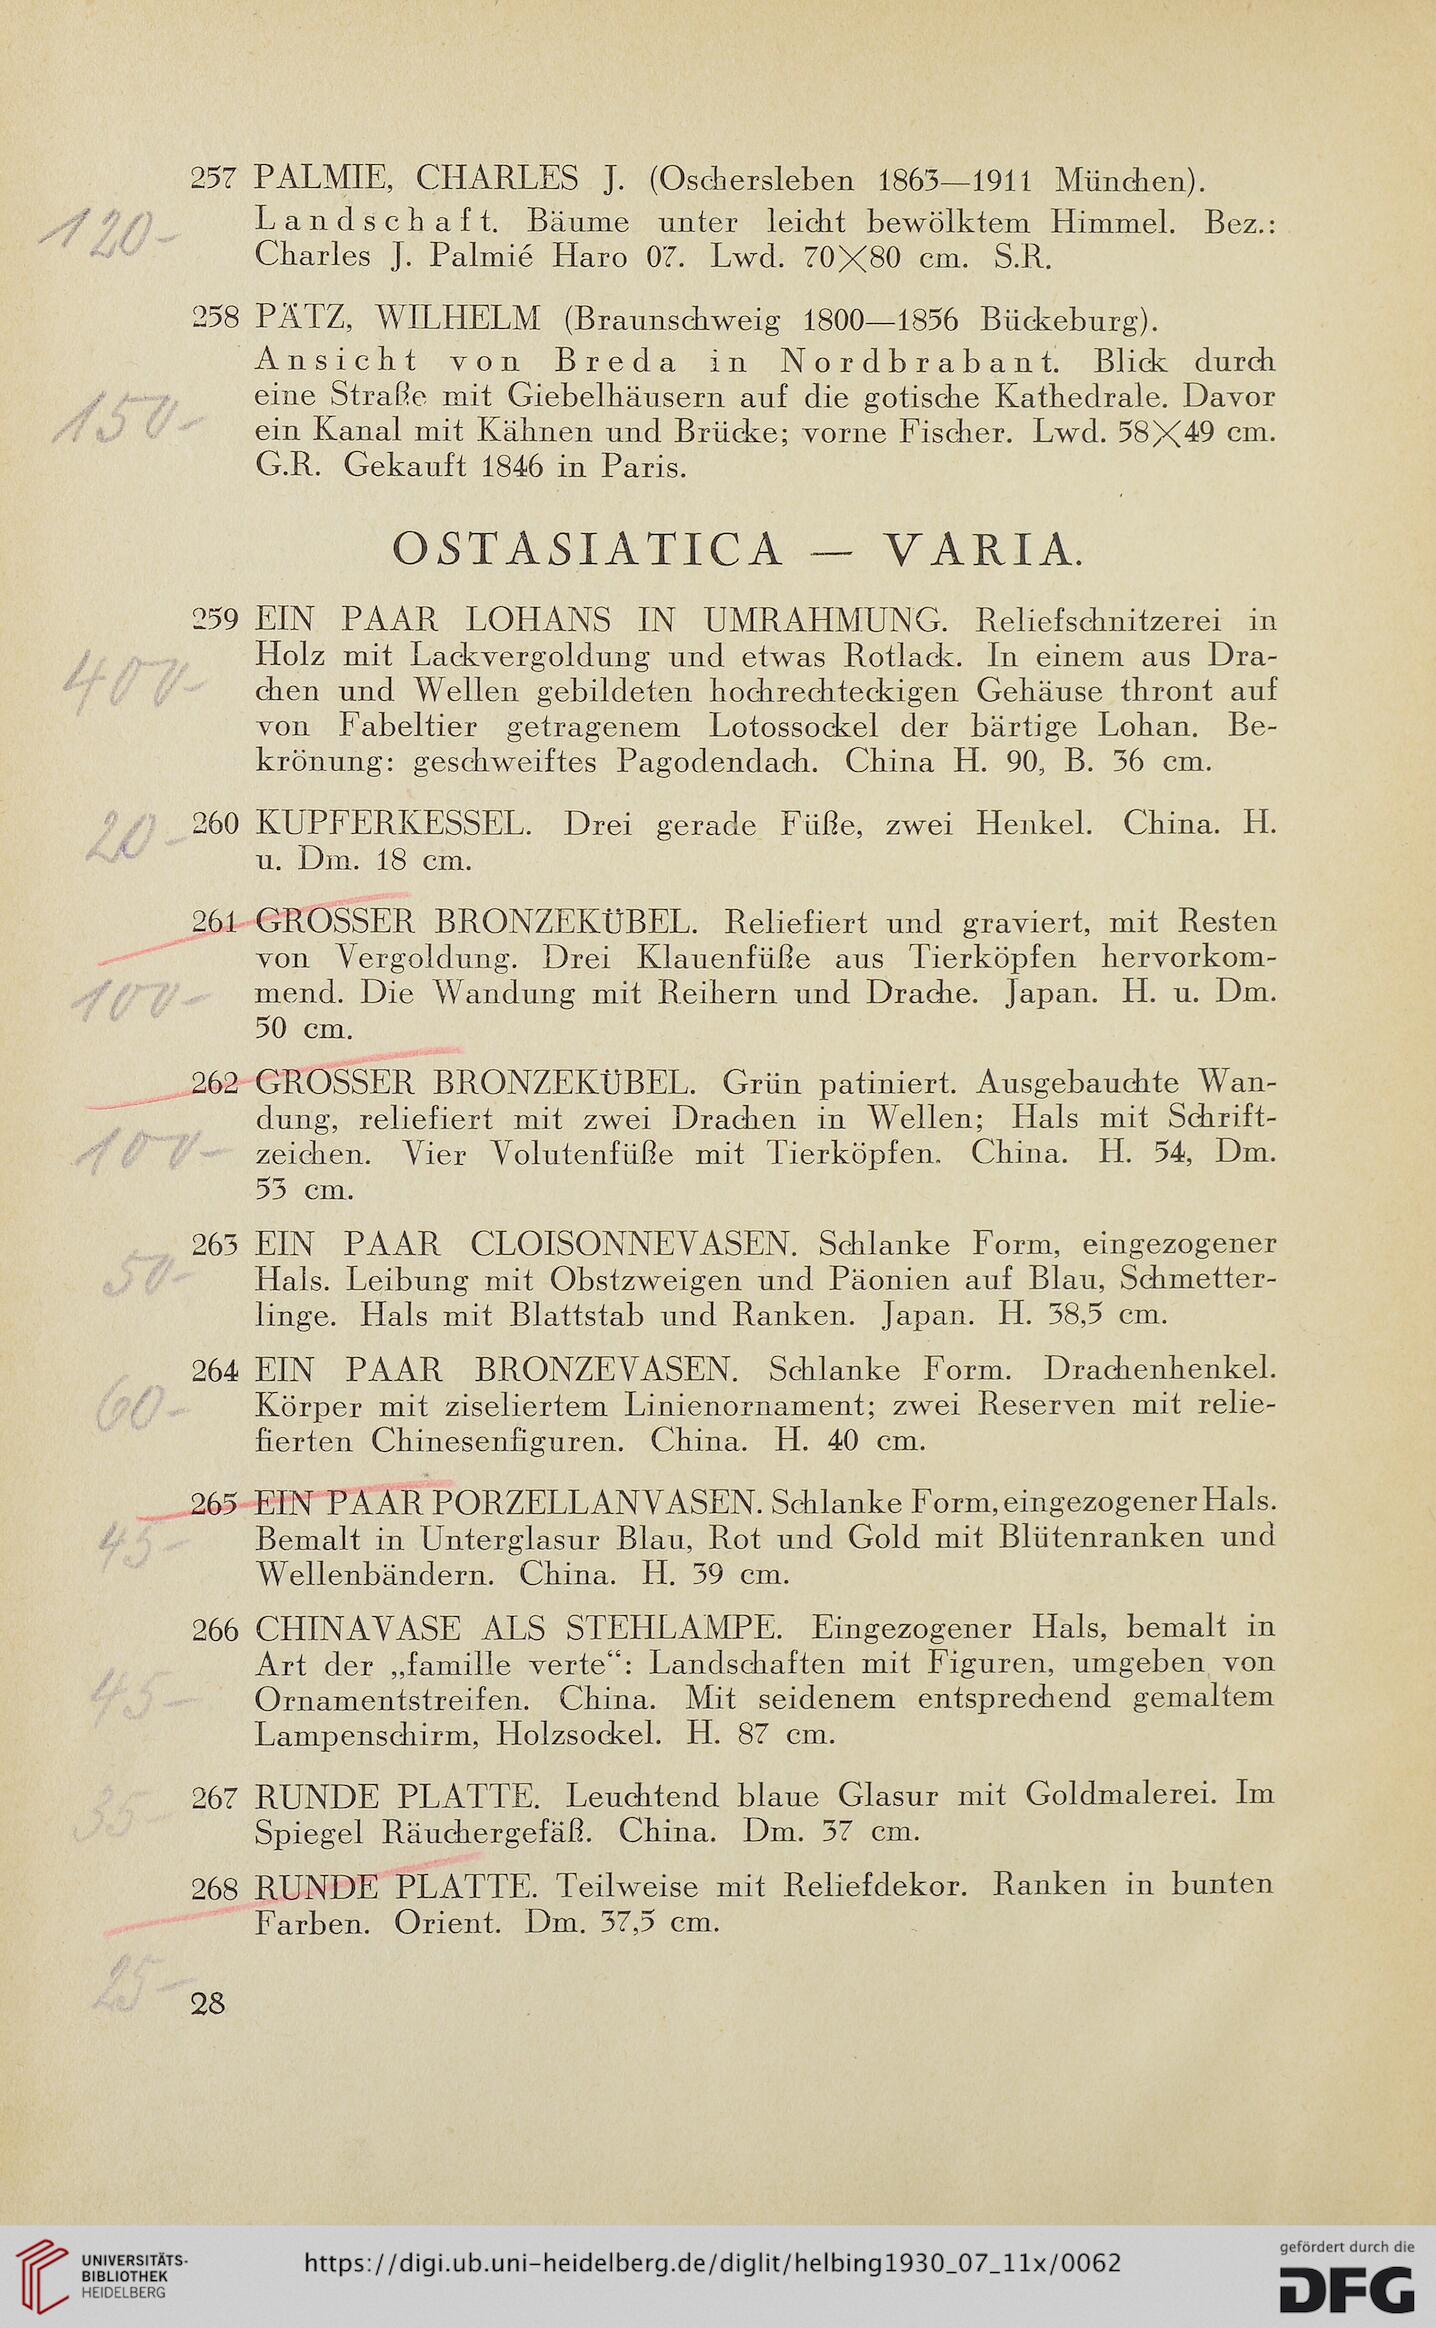 257 PALMIE, CHARLES J. (Oschersleben 1863—1911 München).
120-
Landschaft. Bäume unter leicht bewölktem Himmel. Bez.:
Charles J. Palmié Haro 07. Lwd. 70×80 cm. S.R.
258 PÄTZ, WILHELM (Braunschweig 1800—1856 Bückeburg).
Ansicht von Breda in Nordbrabant. Blick durch
eine Straße mit Giebelhäusern auf die gotische Kathedrale. Davor
150-
ein Kanal mit Kähnen und Brücke; vorne Fischer. Lwd. 58×49 cm.
G.R. Gekauft 1846 in Paris.
OSTASIATICA — VARIA.
259 EIN PAAR LOHANS IN UMRAHMUNG. Reliefschnitzerei in
Holz mit Lackvergoldung und etwas Rotlack. In einem aus Dra-
400-
chen und Wellen gebildeten hochrechteckigen Gehäuse thront auf
von Fabeltier getragenem Lotossockel der bärtige Lohan. Be-
krönung: geschweiftes Pagodendach. China H. 90, B. 36 cm.
20-
260 KUPFERKESSEL. Drei gerade Füße, zwei Henkel. China. H.
u. Dm. 18 cm.
261 GROSSER BRONZEKÜBEL. Reliefiert und graviert, mit Resten
von Vergoldung. Drei Klauenfüße aus Tierköpfen hervorkom-
100-
mend. Die Wandung mit Reihern und Drache. Japan. H. u. Dm.
50 cm.
262 GROSSER BRONZEKÜBEL. Grün patiniert. Ausgebauchte Wan-
dung, reliefiert mit zwei Drachen in Wellen; Hals mit Schrift-
100-
zeichen. Vier Volutenfüße mit Tierköpfen. China. H. 54, Dm.
53 cm.
263 EIN PAAR CLOISONNEVASEN. Schlanke Form, eingezogener
50-
Hals. Leibung mit Obstzweigen und Päonien auf Blau, Schmetter-
linge. Hals mit Blattstab und Ranken. Japan. H. 38,5 cm.
264 EIN PAAR BRONZEVASEN. Schlanke Form. Drachenhenkel.
60-
Körper mit ziseliertem Linienornament; zwei Reserven mit relie-
fierten Chinesenfiguren. China. H. 40 cm.
265 EIN PAAR PORZELLANVASEN. Schlanke Form, eingezogener Hals.
45-
Bemalt in Unterglasur Blau, Rot und Gold mit Blütenranken und
Wellenbändern. China. H. 39 cm.
266 CHINAVASE ALS STEHLAMPE. Eingezogener Hals, bemalt in
Art der „famille verte“: Landschaften mit Figuren, umgeben von
45-
Ornamentstreifen. China. Mit seidenem entsprechend gemaltem
Lampenschirm, Holzsockel. H. 87 cm.
267 RUNDE PLATTE. Leuchtend blaue Glasur mit Goldmalerei. Im
35-
Spiegel Räuchergefäß. China. Dm. 37 cm.
268 RUNDE PLATTE. Teilweise mit Reliefdekor. Ranken in bunten
Farben. Orient. Dm. 37,5 cm.
25-
28
UNIVERSITÄTS-
BIBLIOTHEK
HEIDELBERG
https://digi.ub.uni-heidelberg.de/diglit/helbing1930_07_11x/0062
gefördert durch die
DFG